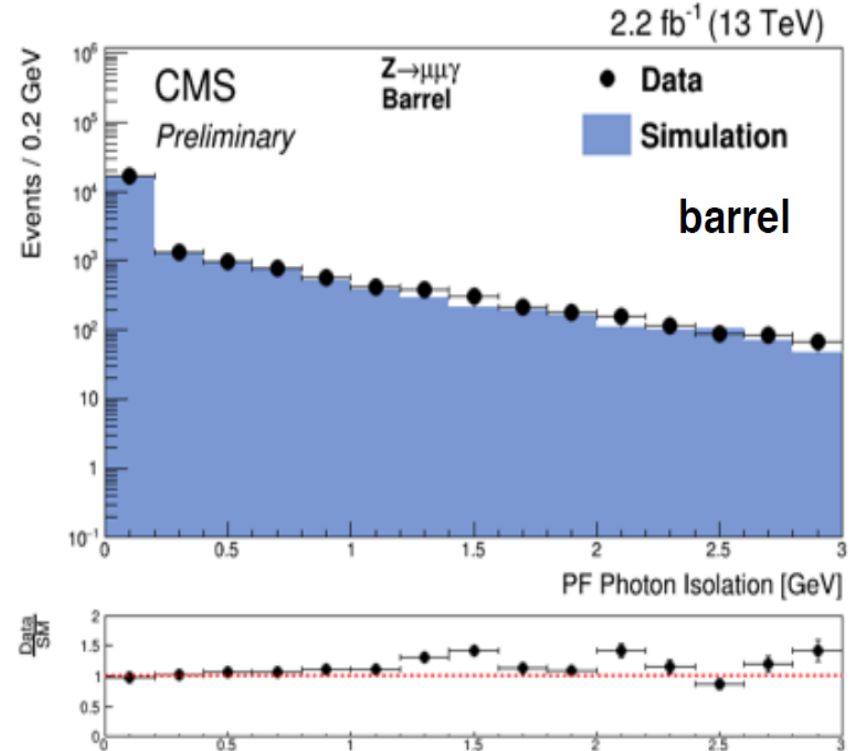 2.2 fb⁻¹ (13 TeV)
Events / 0.2 GeV
10⁶
10⁵
10⁴
10³
10²
10
1
10⁻¹
CMS
Preliminary
Z→μμγ
Barrel
Data
Simulation
barrel
0 0.5 1 1.5 2 2.5 3
PF Photon Isolation [GeV]
Data
SM
2
1.5
1
0.5
0
0 0.5 1 1.5 2 2.5 3